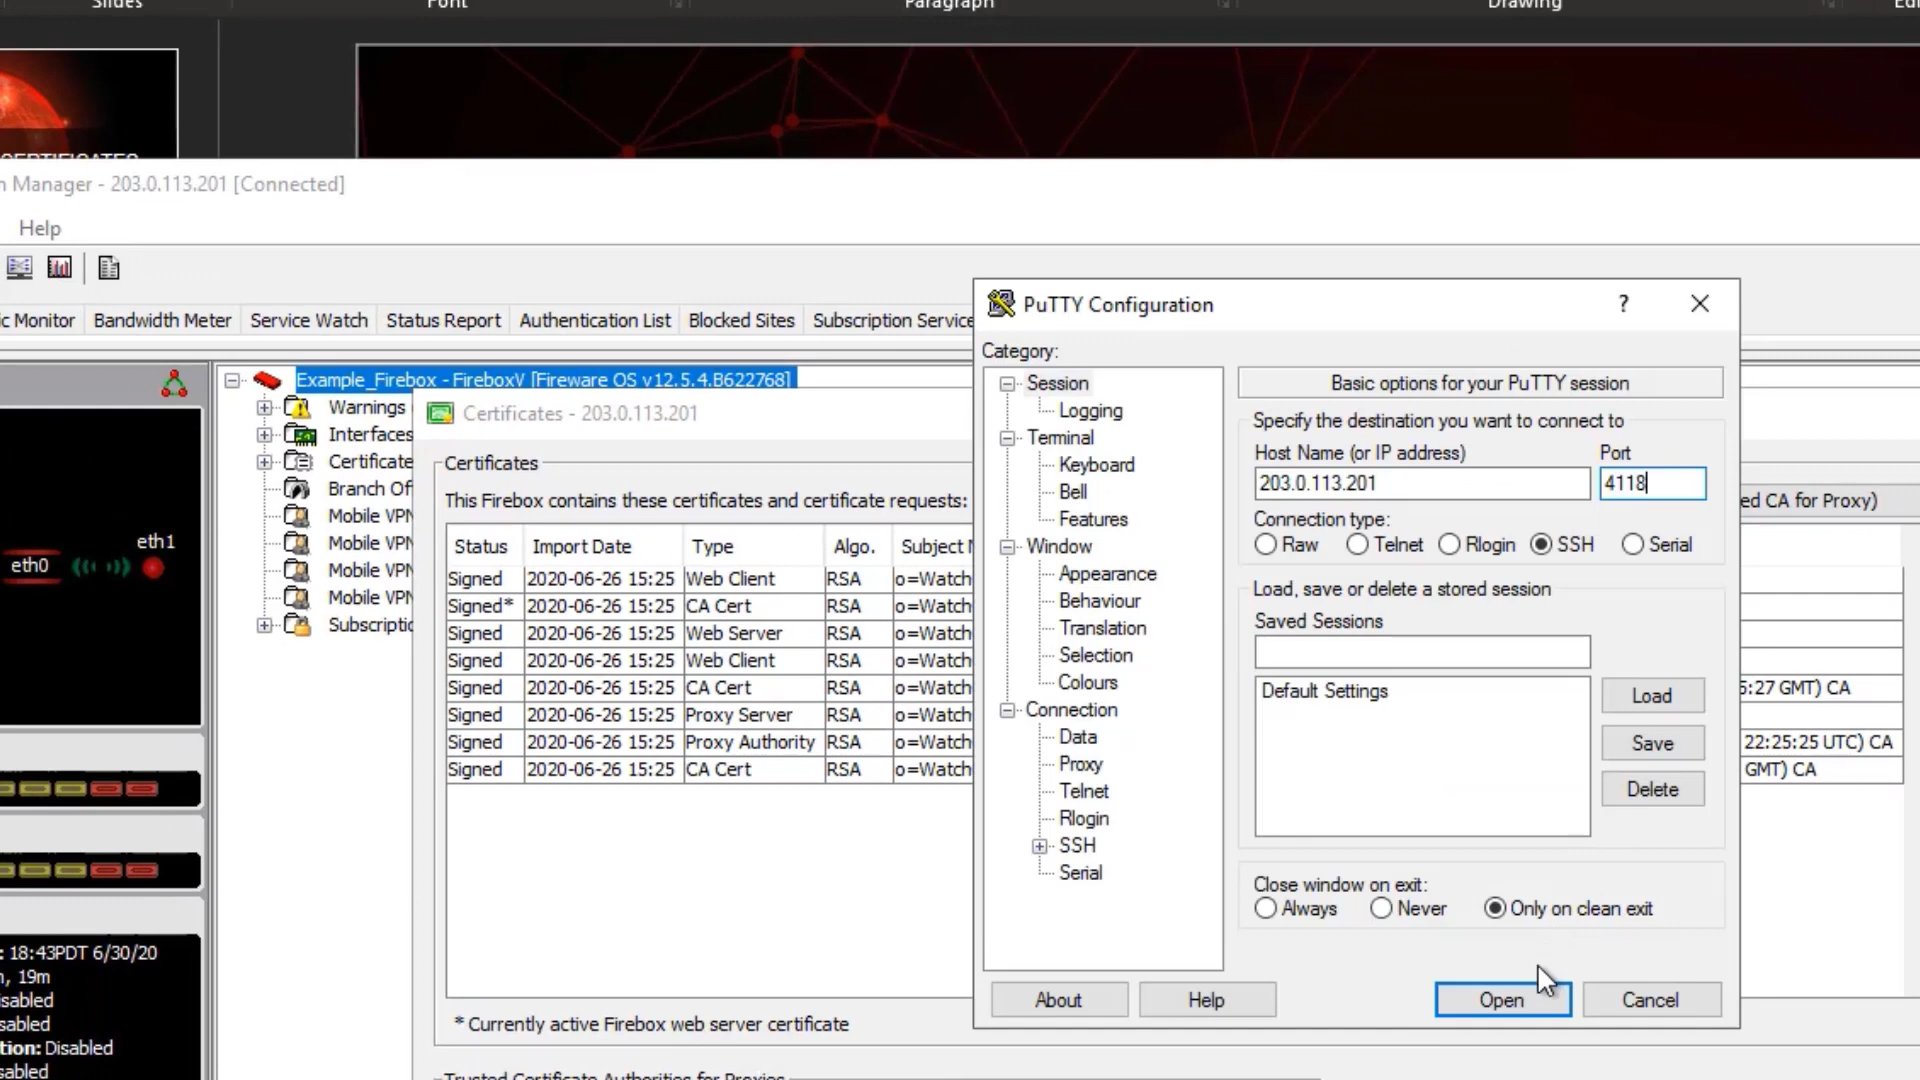 Slides Font Paragraph Drawing
CERTIFICATES
Manager - 203.0.113.201 [Connected]
Help
Monitor Bandwidth Meter Service Watch Status Report Authentication List Blocked Sites Subscription Service
Example_Firebox - FireboxV [Fireware OS v12.5.4.B622768]
Warnings
Interfaces
Certificate
Branch Of
Mobile VPN
Mobile VPN
Mobile VPN
Mobile VPN
Subscriptio
eth1
eth0
: 18:43PDT 6/30/20
, 19m
sabled
sabled
tion: Disabled
sabled
Certificates - 203.0.113.201
Certificates
This Firebox contains these certificates and certificate requests:
Status Import Date Type Algo. Subject N
Signed 2020-06-26 15:25 Web Client RSA o=Watch
Signed* 2020-06-26 15:25 CA Cert RSA o=Watch
Signed 2020-06-26 15:25 Web Server RSA o=Watch
Signed 2020-06-26 15:25 Web Client RSA o=Watch
Signed 2020-06-26 15:25 CA Cert RSA o=Watch
Signed 2020-06-26 15:25 Proxy Server RSA o=Watch
Signed 2020-06-26 15:25 Proxy Authority RSA o=Watch
Signed 2020-06-26 15:25 CA Cert RSA o=Watch
* Currently active Firebox web server certificate
Trusted Certificate Authorities for Proxies
ed CA for Proxy)
5:27 GMT) CA
22:25:25 UTC) CA
GMT) CA
PuTTY Configuration
?
Category:
Session
Logging
Terminal
Keyboard
Bell
Features
Window
Appearance
Behaviour
Translation
Selection
Colours
Connection
Data
Proxy
Telnet
Rlogin
SSH
Serial
Basic options for your PuTTY session
Specify the destination you want to connect to
Host Name (or IP address) Port
203.0.113.201 4118
Connection type:
Raw Telnet Rlogin SSH Serial
Load, save or delete a stored session
Saved Sessions
Default Settings
Load
Save
Delete
Close window on exit:
Always Never Only on clean exit
About Help Open Cancel